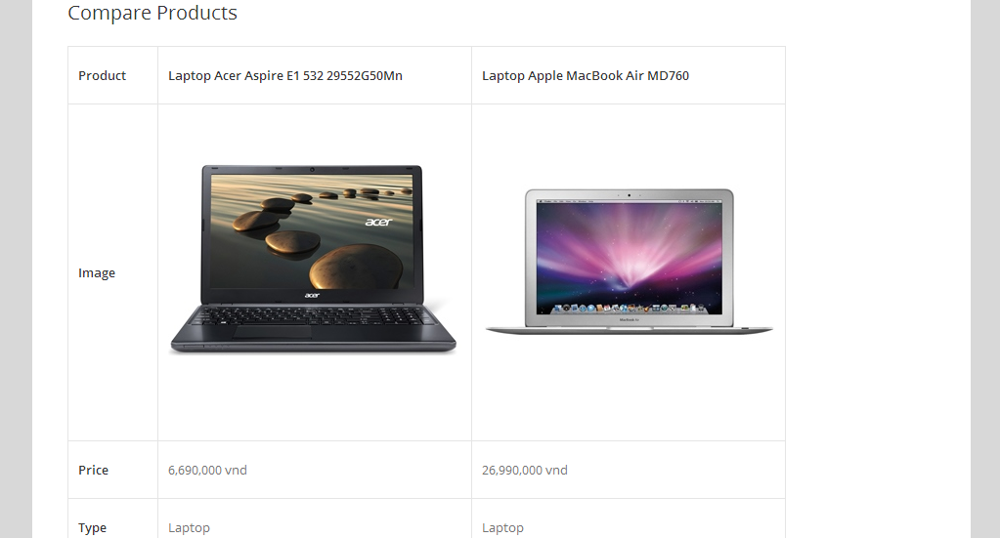 Compare Products
Product
Laptop Acer Aspire E1 532 29552G50Mn
Laptop Apple MacBook Air MD760
Image
acer
acer
MacBook Air
Price
6,690,000 vnd
26,990,000 vnd
Type
Laptop
Laptop